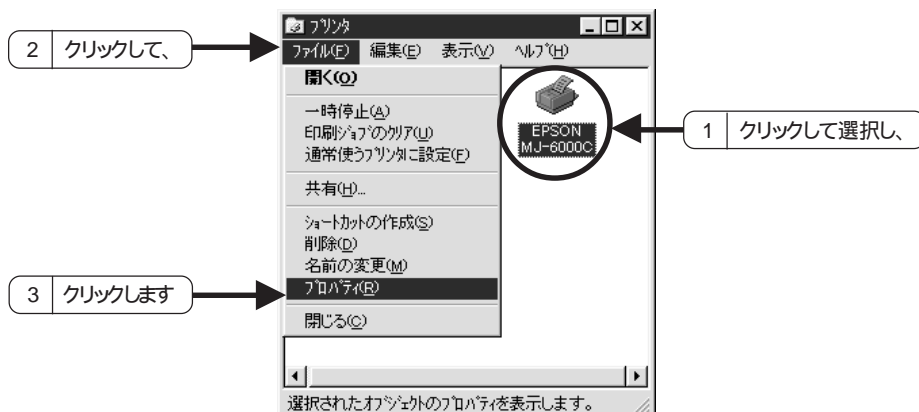 ﾌﾟﾘﾝﾀ
ﾌｧｲﾙ(F) 編集(E) 表示(V) ﾍﾙﾌﾟ(H)
2 クリックして、
開く(O)
一時停止(A)
印刷ｼﾞｮﾌﾞのｸﾘｱ(U)
通常使うﾌﾟﾘﾝﾀに設定(F)
共有(H)...
ｼｮｰﾄｶｯﾄの作成(S)
削除(D)
名前の変更(M)
ﾌﾟﾛﾊﾟﾃｨ(R)
閉じる(C)
EPSON
MJ-6000C
1 クリックして選択し、
3 クリックします
選択されたｵﾌﾞｼﾞｪｸﾄのﾌﾟﾛﾊﾟﾃｨを表示します。